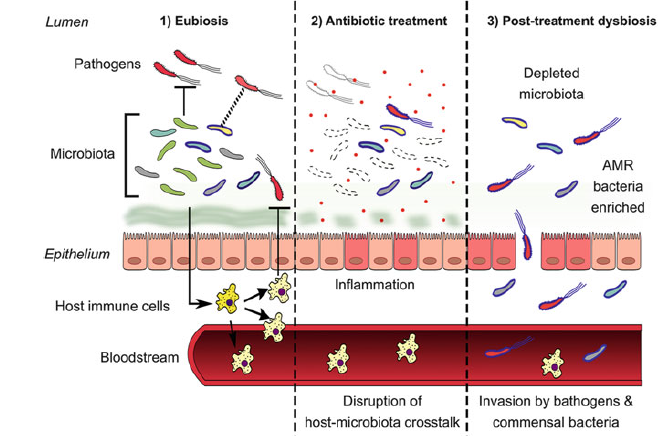 Lumen
1) Eubiosis
2) Antibiotic treatment
3) Post-treatment dysbiosis
Pathogens
Depleted
microbiota
Microbiota
AMR
bacteria
enriched
Epithelium
Inflammation
Host immune cells
Bloodstream
Disruption of
host-microbiota crosstalk
Invasion by bathogens &
commensal bacteria